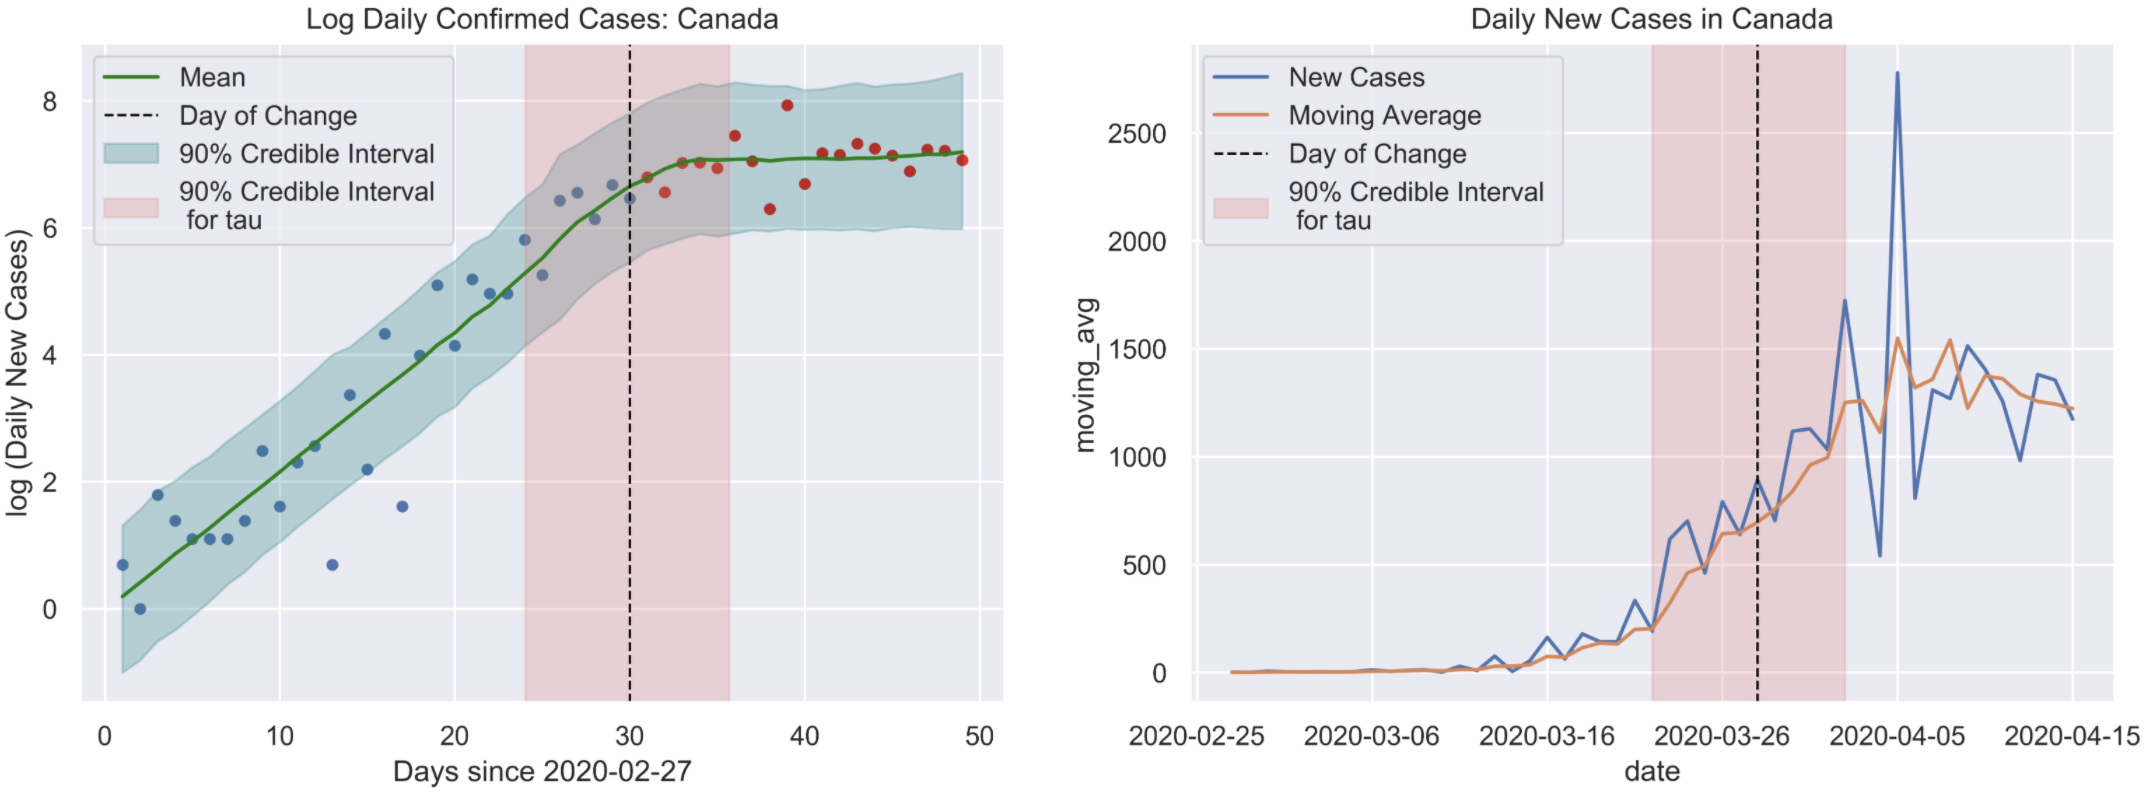 Log Daily Confirmed Cases: Canada
Mean
Day of Change
90% Credible Interval
90% Credible Interval
for tau
log (Daily New Cases)
8
6
4
2
0
0 10 20 30 40 50
Days since 2020-02-27
Daily New Cases in Canada
New Cases
Moving Average
Day of Change
90% Credible Interval
for tau
moving_avg
2500
2000
1500
1000
500
0
2020-02-25 2020-03-06 2020-03-16 2020-03-26 2020-04-05 2020-04-15
date